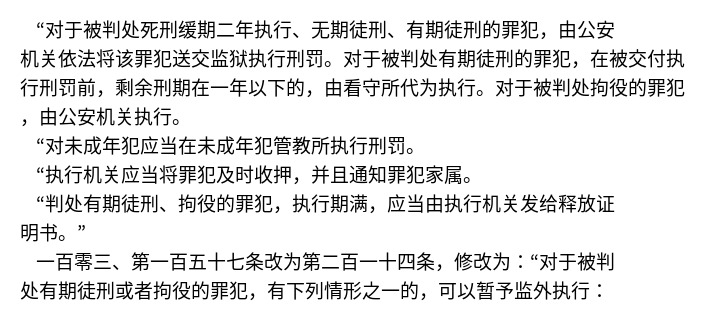 “对于被判处死刑缓期二年执行、无期徒刑、有期徒刑的罪犯，由公安
机关依法将该罪犯送交监狱执行刑罚。对于被判处有期徒刑的罪犯，在被交付执
行刑罚前，剩余刑期在一年以下的，由看守所代为执行。对于被判处拘役的罪犯
，由公安机关执行。
“对未成年犯应当在未成年犯管教所执行刑罚。
“执行机关应当将罪犯及时收押，并且通知罪犯家属。
“判处有期徒刑、拘役的罪犯，执行期满，应当由执行机关发给释放证
明书。”
一百零三、第一百五十七条改为第二百一十四条，修改为：“对于被判
处有期徒刑或者拘役的罪犯，有下列情形之一的，可以暂予监外执行：